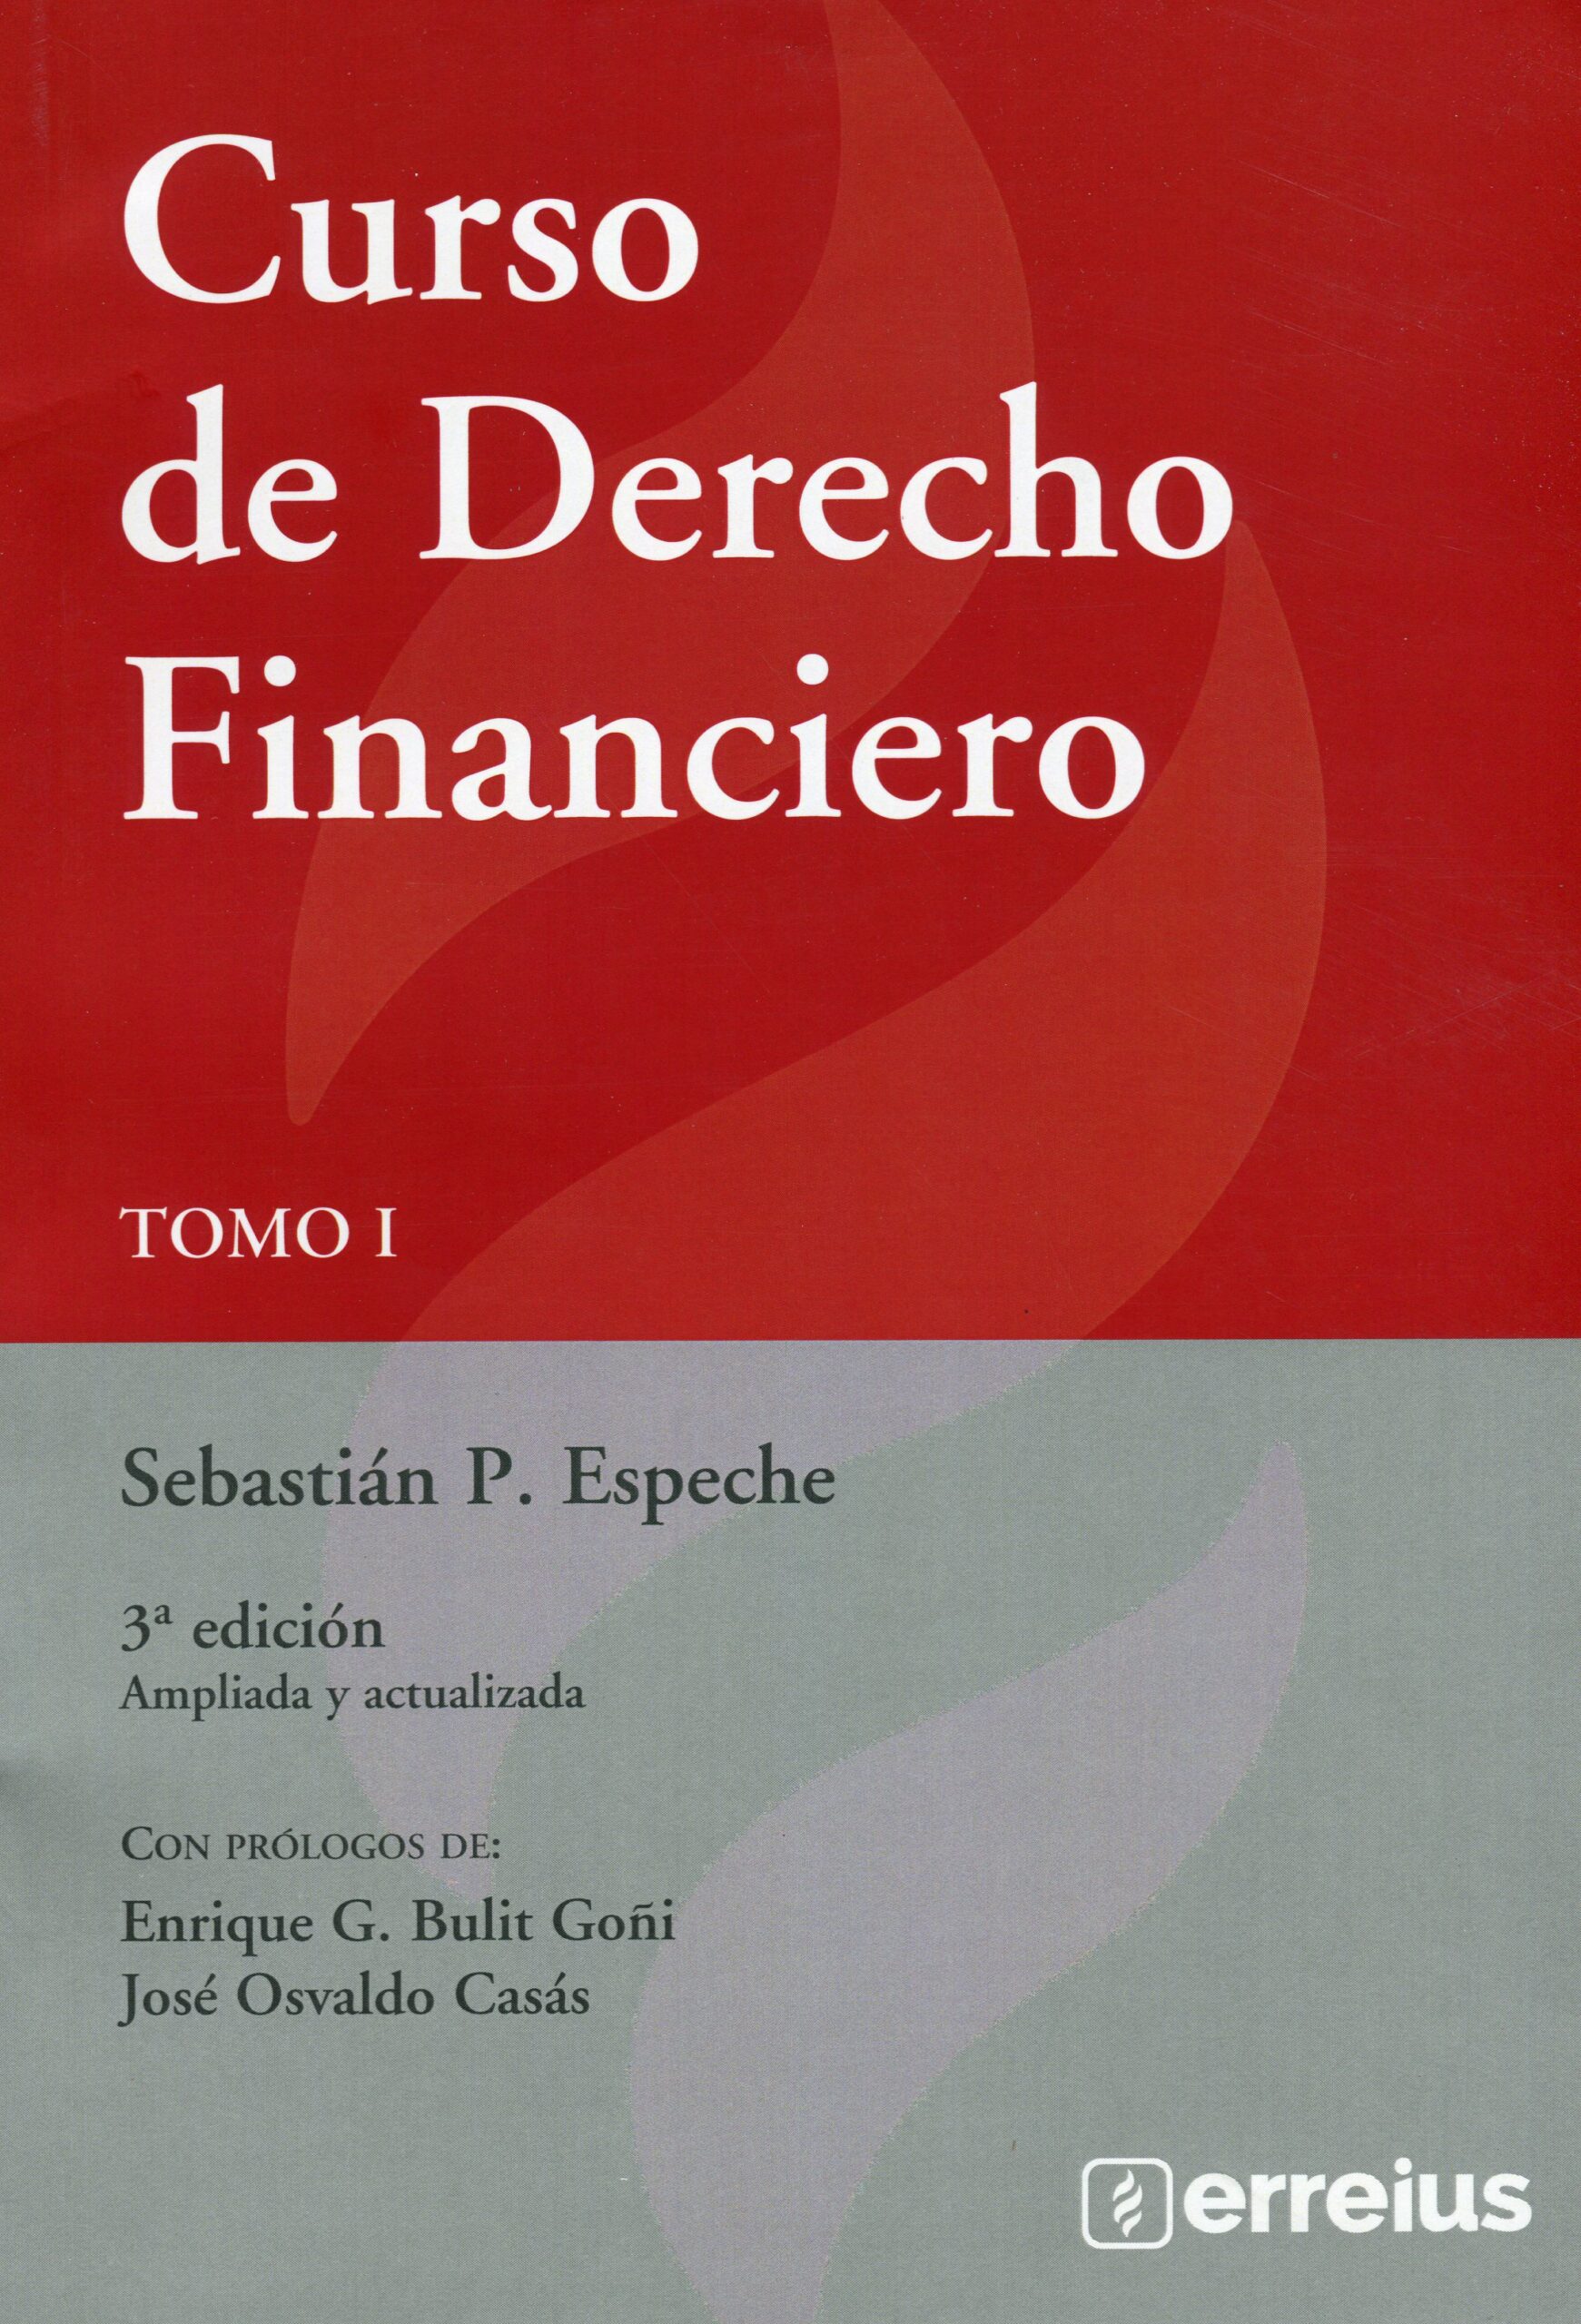 Curso
de Derecho
Financiero
TOMO I
Sebastián P. Espeche
3ª edición
Ampliada y actualizada
CON PRÓLOGOS DE:
Enrique G. Bulit Goñi
José Osvaldo Casás
erreius